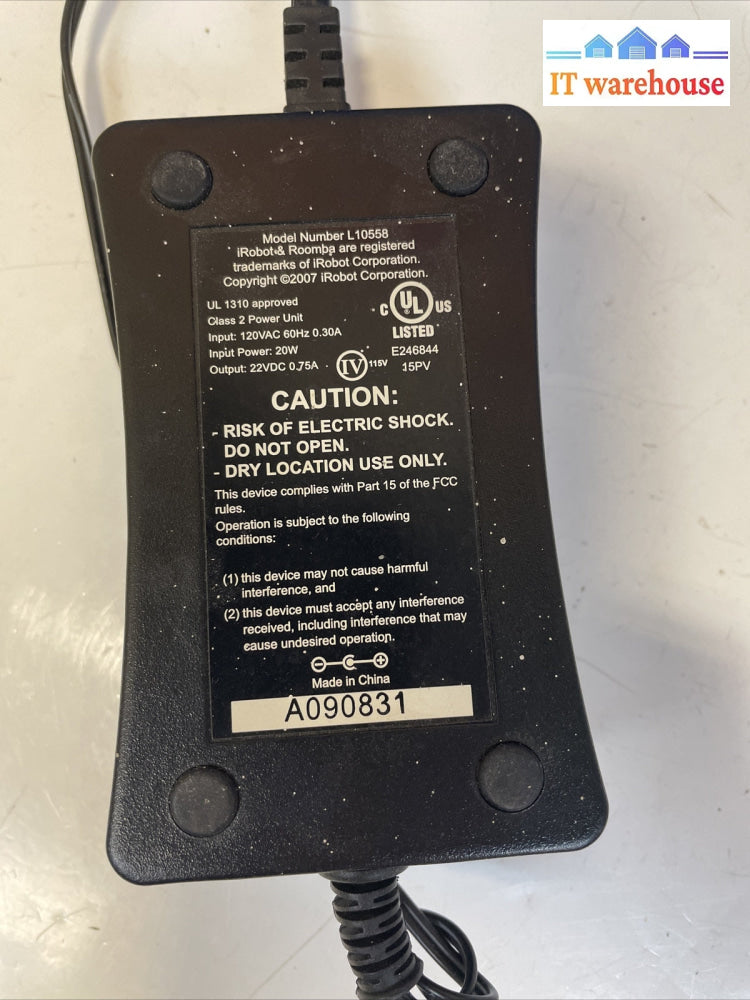 IT warehouse
Model Number L10558
iRobot & Roomba are registered
trademarks of iRobot Corporation.
Copyright ©2007 iRobot Corporation.
UL 1310 approved
Class 2 Power Unit
Input: 120VAC 60Hz 0.30A
Input Power: 20W
Output: 22VDC 0.75A
IV 115V
C UL US
LISTED
E246844
15PV
CAUTION:
- RISK OF ELECTRIC SHOCK.
DO NOT OPEN.
- DRY LOCATION USE ONLY.
This device complies with Part 15 of the FCC
rules.
Operation is subject to the following
conditions:
(1) this device may not cause harmful
interference, and
(2) this device must accept any interference
received, including interference that may
cause undesired operation.
Made in China
A090831